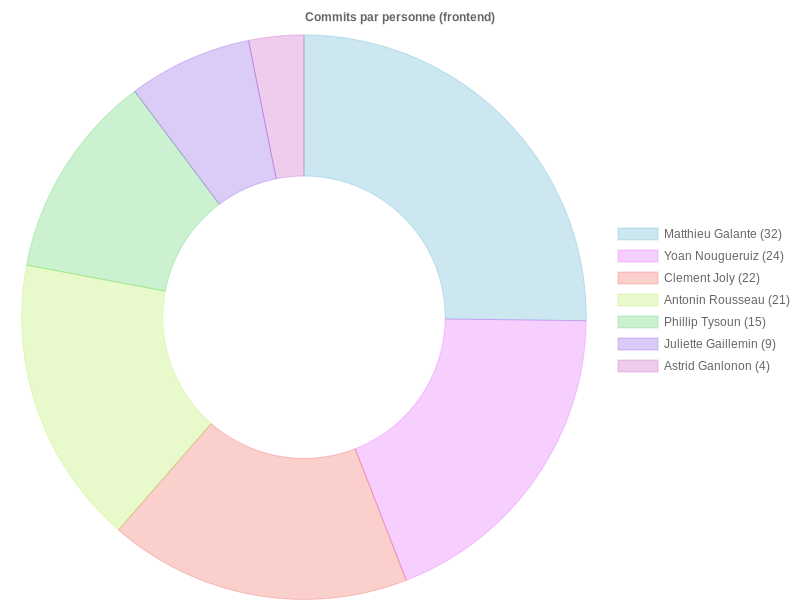 Commits par personne (frontend)
Matthieu Galante (32)
Yoan Nougueruiz (24)
Clement Joly (22)
Antonin Rousseau (21)
Phillip Tysoun (15)
Juliette Gaillemin (9)
Astrid Ganlonon (4)